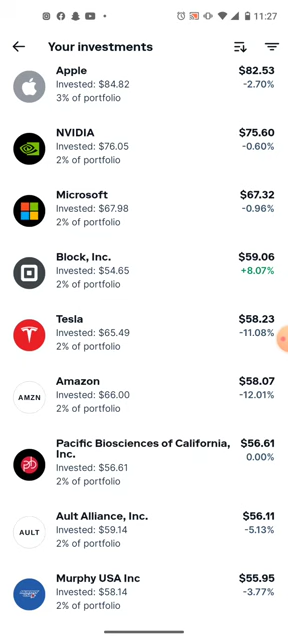 11:27
Your investments
Apple
$82.53
Invested: $84.82
-2.70%
3% of portfolio
NVIDIA
$75.60
Invested: $76.05
-0.60%
2% of portfolio
Microsoft
$67.32
Invested: $67.98
-0.96%
2% of portfolio
Block, Inc.
$59.06
Invested: $54.65
+8.07%
2% of portfolio
Tesla
$58.23
Invested: $65.49
-11.08%
2% of portfolio
Amazon
$58.07
AMZN
Invested: $66.00
-12.01%
2% of portfolio
Pacific Biosciences of California,
Inc.
$56.61
0.00%
pb
Invested: $56.61
2% of portfolio
Ault Alliance, Inc.
$56.11
AULT
Invested: $59.14
-5.13%
2% of portfolio
Murphy USA Inc
$55.95
Invested: $58.14
-3.77%
2% of portfolio